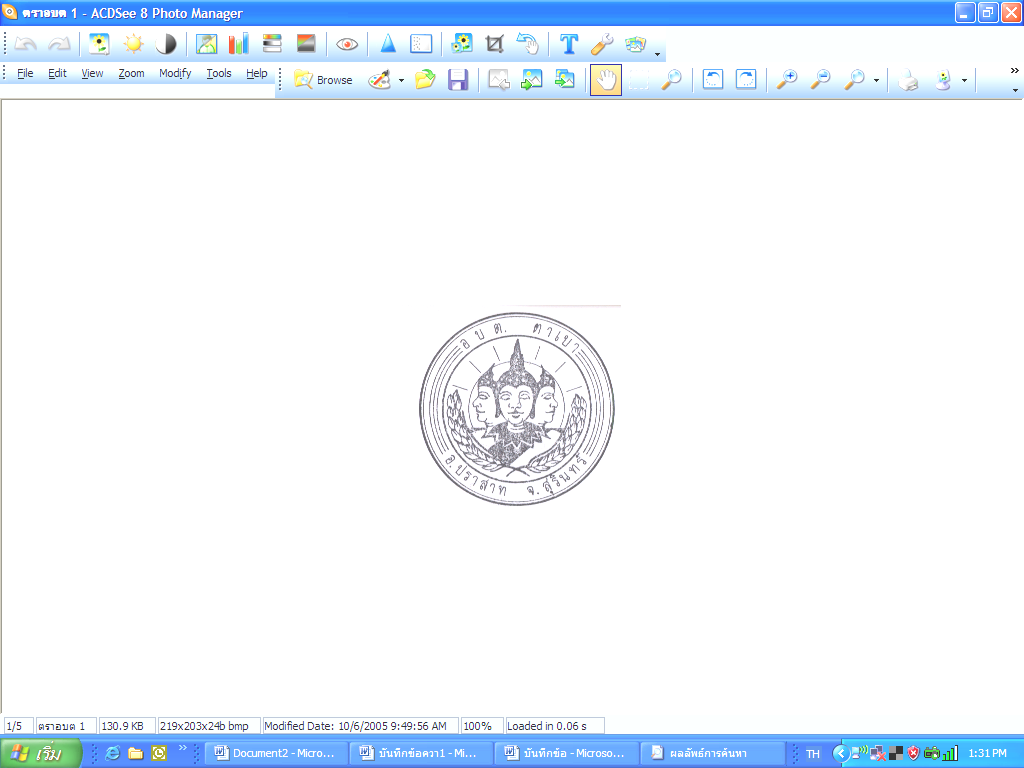 ตราอบต 1 - ACDSee 8 Photo Manager
File Edit View Zoom Modify Tools Help Browse
อ บ ต. ตาเบา
อ.ปราสาท จ.สุรินทร์
1/5 ตราอบต 1 130.9 KB 219x203x24b bmp Modified Date: 10/6/2005 9:49:56 AM 100% Loaded in 0.06 s
เริ่ม Document2 - Micro... บันทึกข้อควา1 - Mi... บันทึกข้อ - Microso... ผลลัพธ์การค้นหา TH 1:31 PM